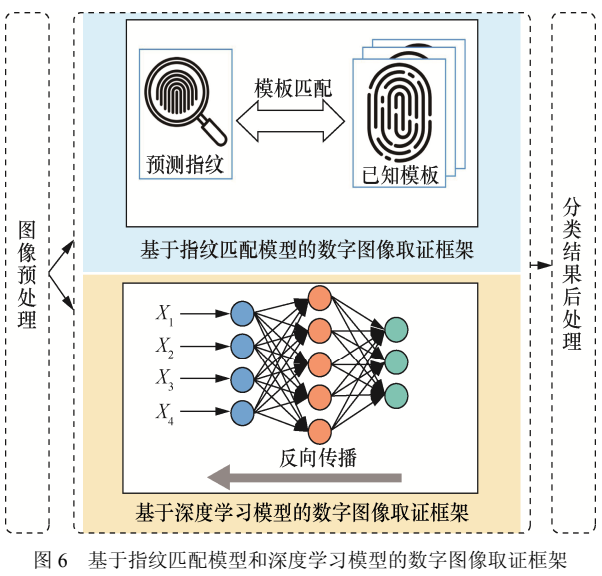 图像预处理
模板匹配
预测指纹
已知模板
基于指纹匹配模型的数字图像取证框架
X1
X2
X3
X4
反向传播
基于深度学习模型的数字图像取证框架
分类结果后处理
图 6 基于指纹匹配模型和深度学习模型的数字图像取证框架